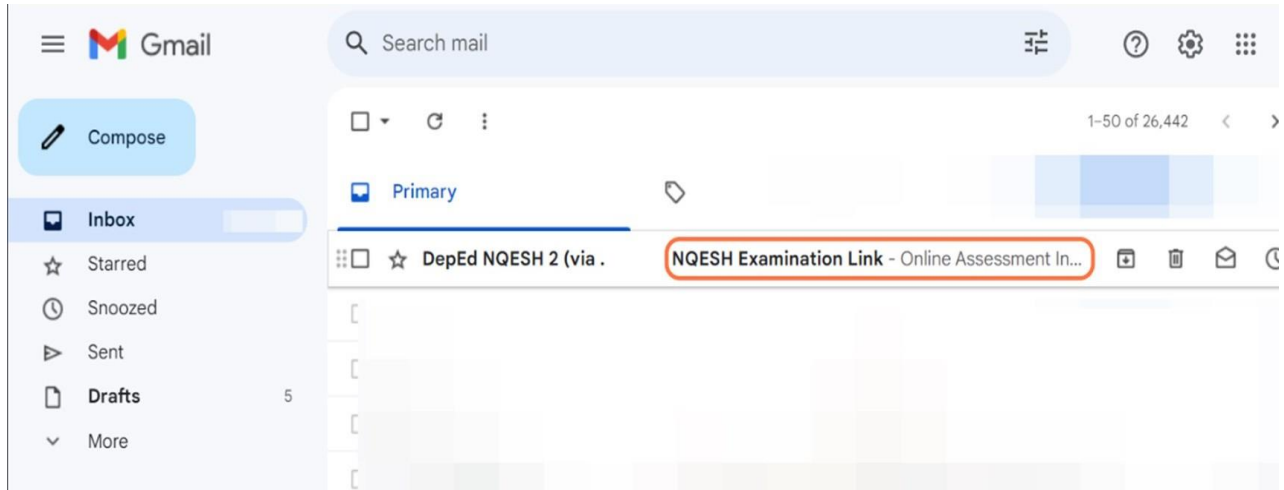 Gmail
Search mail
Compose
1–50 of 26,442
Primary
Inbox
DepEd NQESH 2 (via . NQESH Examination Link - Online Assessment In...
Starred
Snoozed
Sent
Drafts 5
More